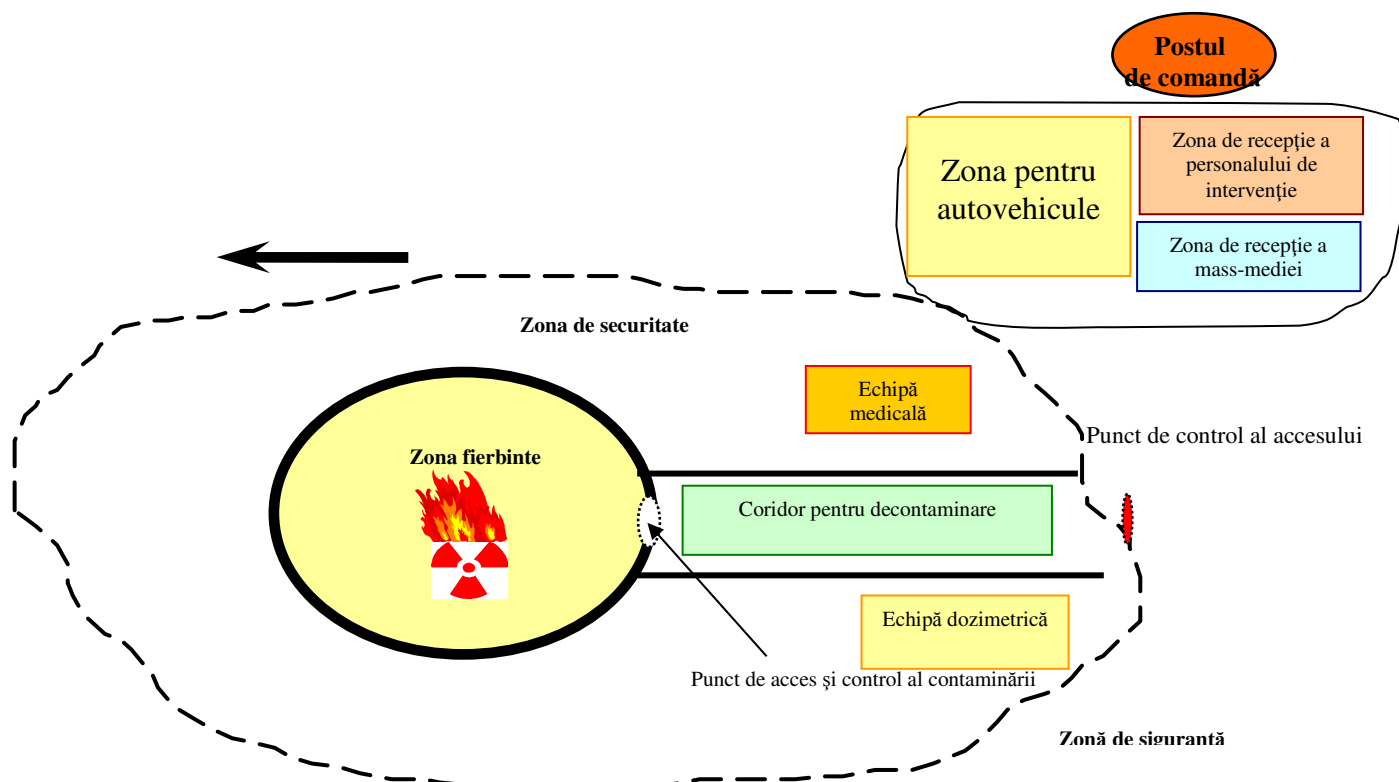 Postul
de comandă
Zona pentru
autovehicule
Zona de recepţie a
personalului de
intervenţie
Zona de recepţie a
mass-mediei
Zona de securitate
Echipă
medicală
Punct de control al accesului
Zona fierbinte
Coridor pentru decontaminare
Echipă dozimetrică
Punct de acces şi control al contaminării
Zonă de siguranţă